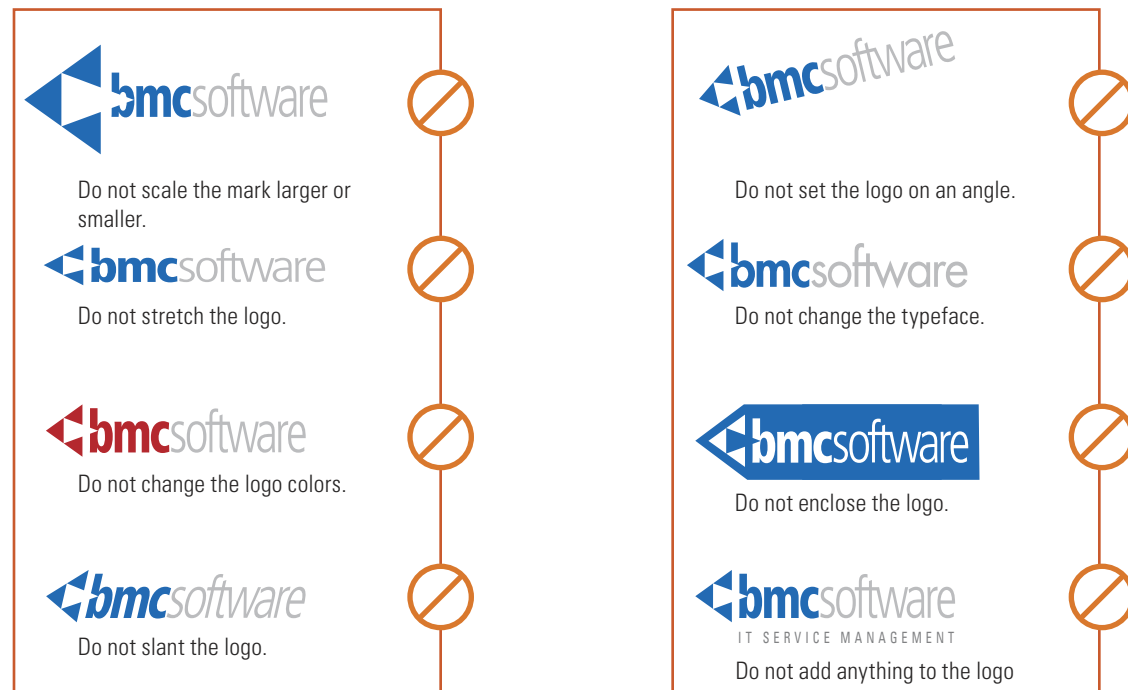 bmcsoftware
Do not scale the mark larger or
smaller.
bmcsoftware
Do not stretch the logo.
bmcsoftware
Do not change the logo colors.
bmcsoftware
Do not slant the logo.
bmcsoftware
Do not set the logo on an angle.
bmcsoftware
Do not change the typeface.
bmcsoftware
Do not enclose the logo.
bmcsoftware
IT SERVICE MANAGEMENT
Do not add anything to the logo